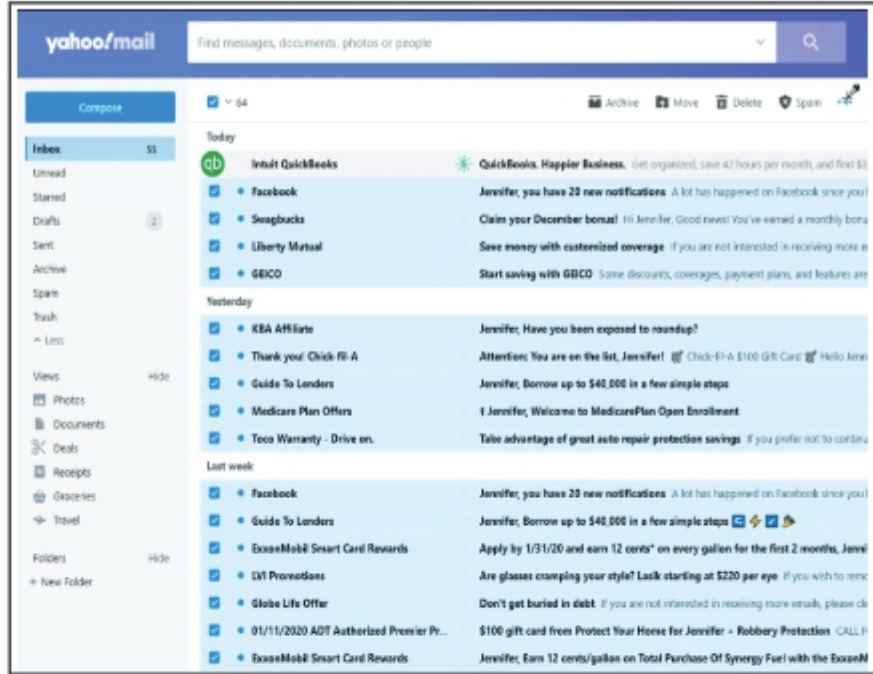 yahoo!mail
Find messages, documents, photos or people
Compose
64
Archive Move Delete Spam
Inbox 55
Unread
Starred
Drafts 2
Sent
Archive
Spam
Trash
Less
Views Hide
Photos
Documents
Deals
Receipts
Groceries
Travel
Folders Hide
+ New Folder
Today
qb Intuit QuickBooks QuickBooks. Happier Business. Get organized, save 42 hours per month, and find
Facebook Jennifer, you have 20 new notifications A lot has happened on Facebook since you
Swagbucks Claim your December bonus! Hi Jennifer, Good news! You've earned a monthly
Liberty Mutual Save money with customized coverage If you are not interested in receiving more
GEICO Start saving with GEICO Some discounts, coverages, payment plans, and features are
Yesterday
KBA Affiliate Jennifer, Have you been exposed to roundup?
Thank you! Chick-fil-A Attention: You are on the list, Jennifer! Chick-fil-A $100 Gift Card Hello
Guide To Lenders Jennifer, Borrow up to $40,000 in a few simple steps
Medicare Plan Offers Jennifer, Welcome to MedicarePlan Open Enrollment
Toco Warranty - Drive on. Take advantage of great auto repair protection savings If you prefer not to
Last week
Facebook Jennifer, you have 20 new notifications A lot has happened on Facebook since you
Guide To Lenders Jennifer, Borrow up to $40,000 in a few simple steps
ExxonMobil Smart Card Rewards Apply by 1/31/20 and earn 12 cents* on every gallon for the first 2 months,
LVI Promotions Are glasses cramping your style? Lasik starting at $220 per eye If you wish to
Globe Life Offer Don't get buried in debt If you are not interested in receiving more emails, please
01/11/2020 ADT Authorized Premier Pr... $100 gift card from Protect Your Home for Jennifer + Robbery Protection CALL
ExxonMobil Smart Card Rewards Jennifer, Earn 12 cents/gallon on Total Purchase Of Synergy Fuel with the